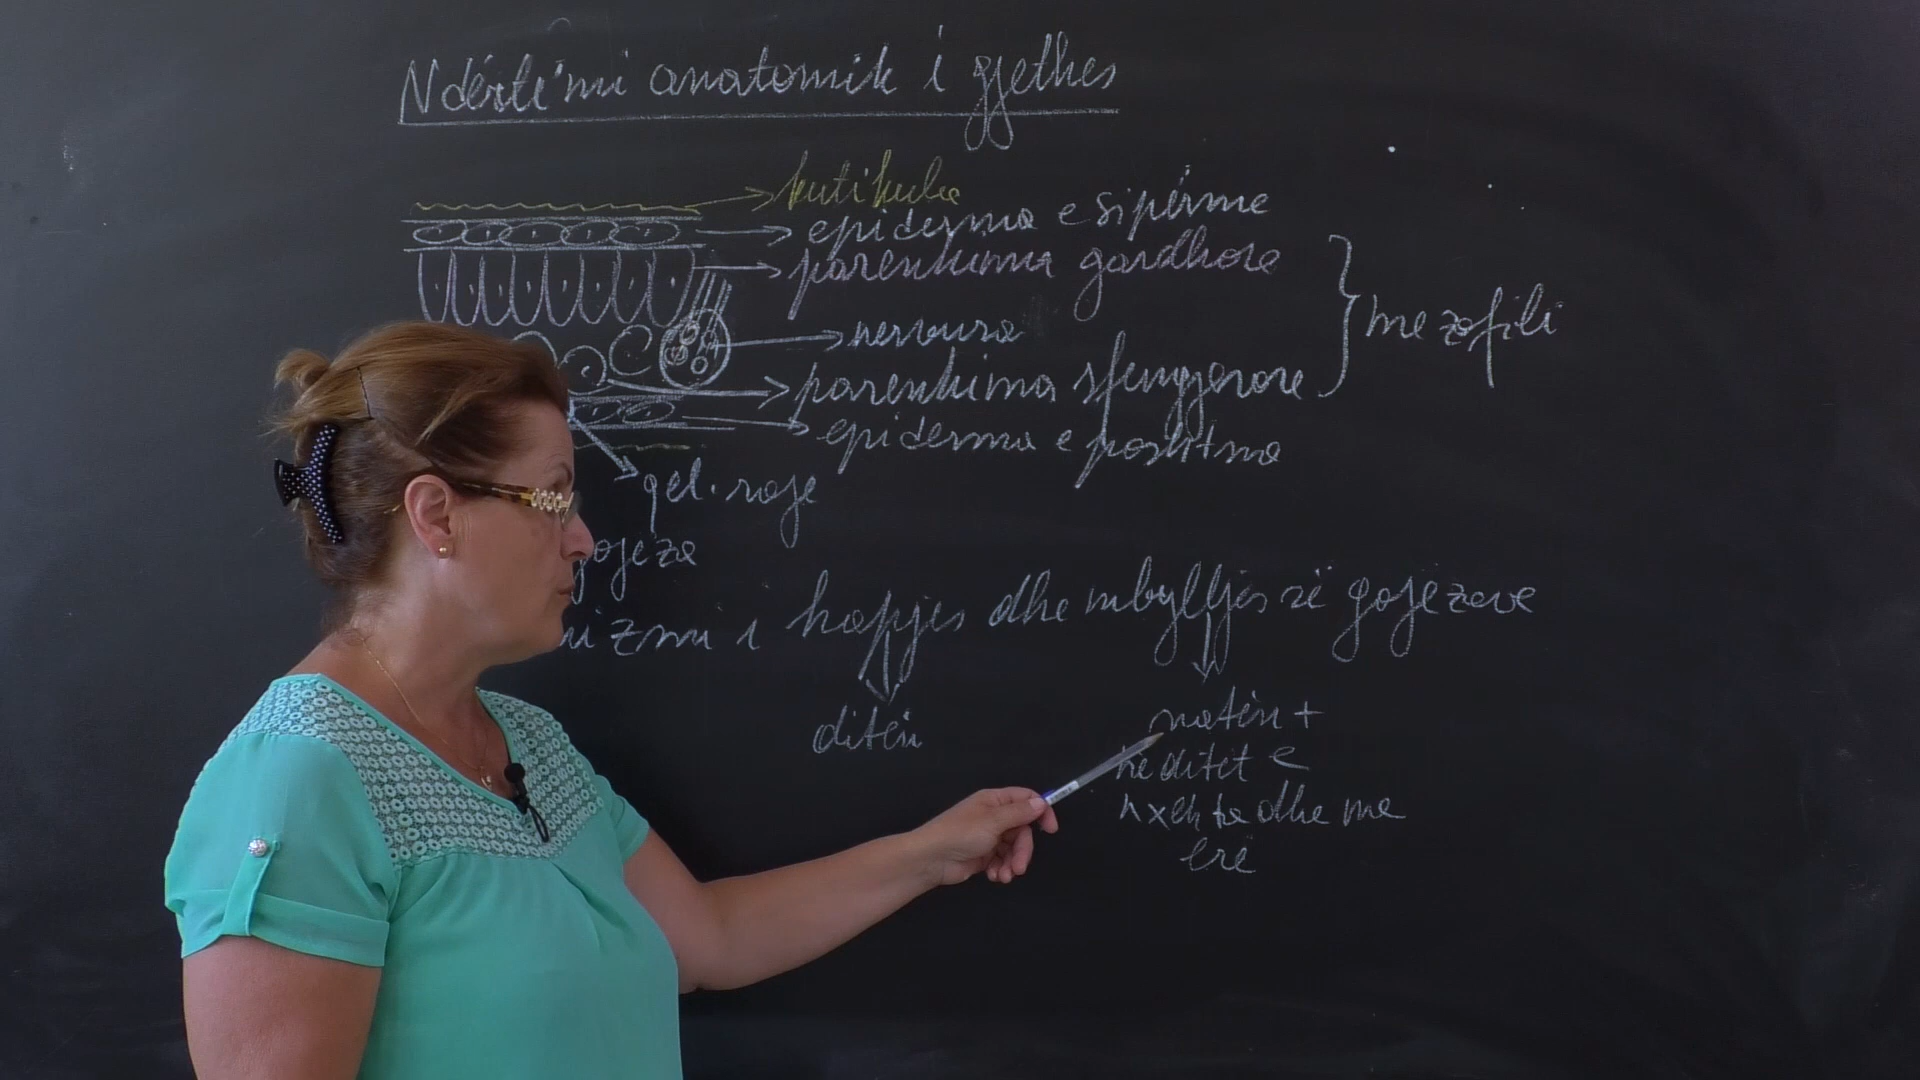 Ndërtimi anatomik i gjethes
kutikula
epiderma e sipërme
parenkima gardhore
nervura
mezofili
parenkima sfungjerore
epiderma e poshtme
qel. roje
gojëza
izmi i hapjes dhe mbylljes së gojëzave
ditën
natën +
në ditët e
nxehta dhe me
erë